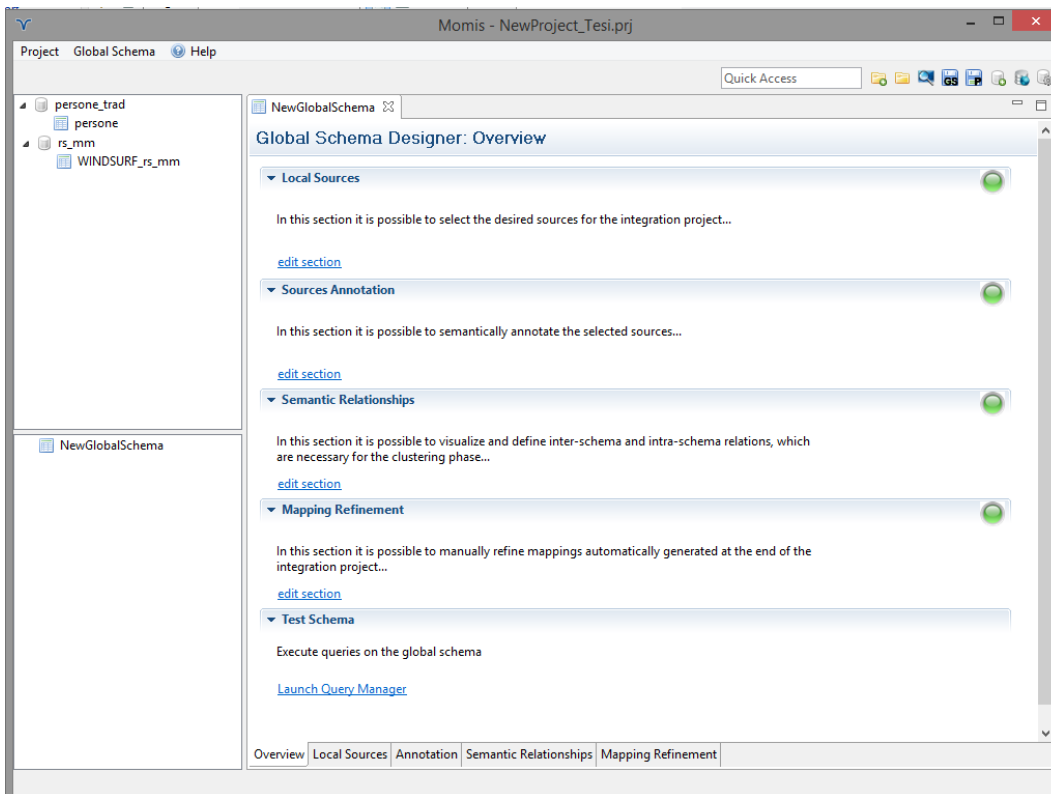 Momis - NewProject_Tesi.prj
Project Global Schema Help
Quick Access
GS P
persone_trad
persone
rs_mm
WINDSURF_rs_mm
NewGlobalSchema
NewGlobalSchema
Global Schema Designer: Overview
Local Sources
In this section it is possible to select the desired sources for the integration project...
edit section
Sources Annotation
In this section it is possible to semantically annotate the selected sources...
edit section
Semantic Relationships
In this section it is possible to visualize and define inter-schema and intra-schema relations, which
are necessary for the clustering phase...
edit section
Mapping Refinement
In this section it is possible to manually refine mappings automatically generated at the end of the
integration project...
edit section
Test Schema
Execute queries on the global schema
Launch Query Manager
Overview Local Sources Annotation Semantic Relationships Mapping Refinement